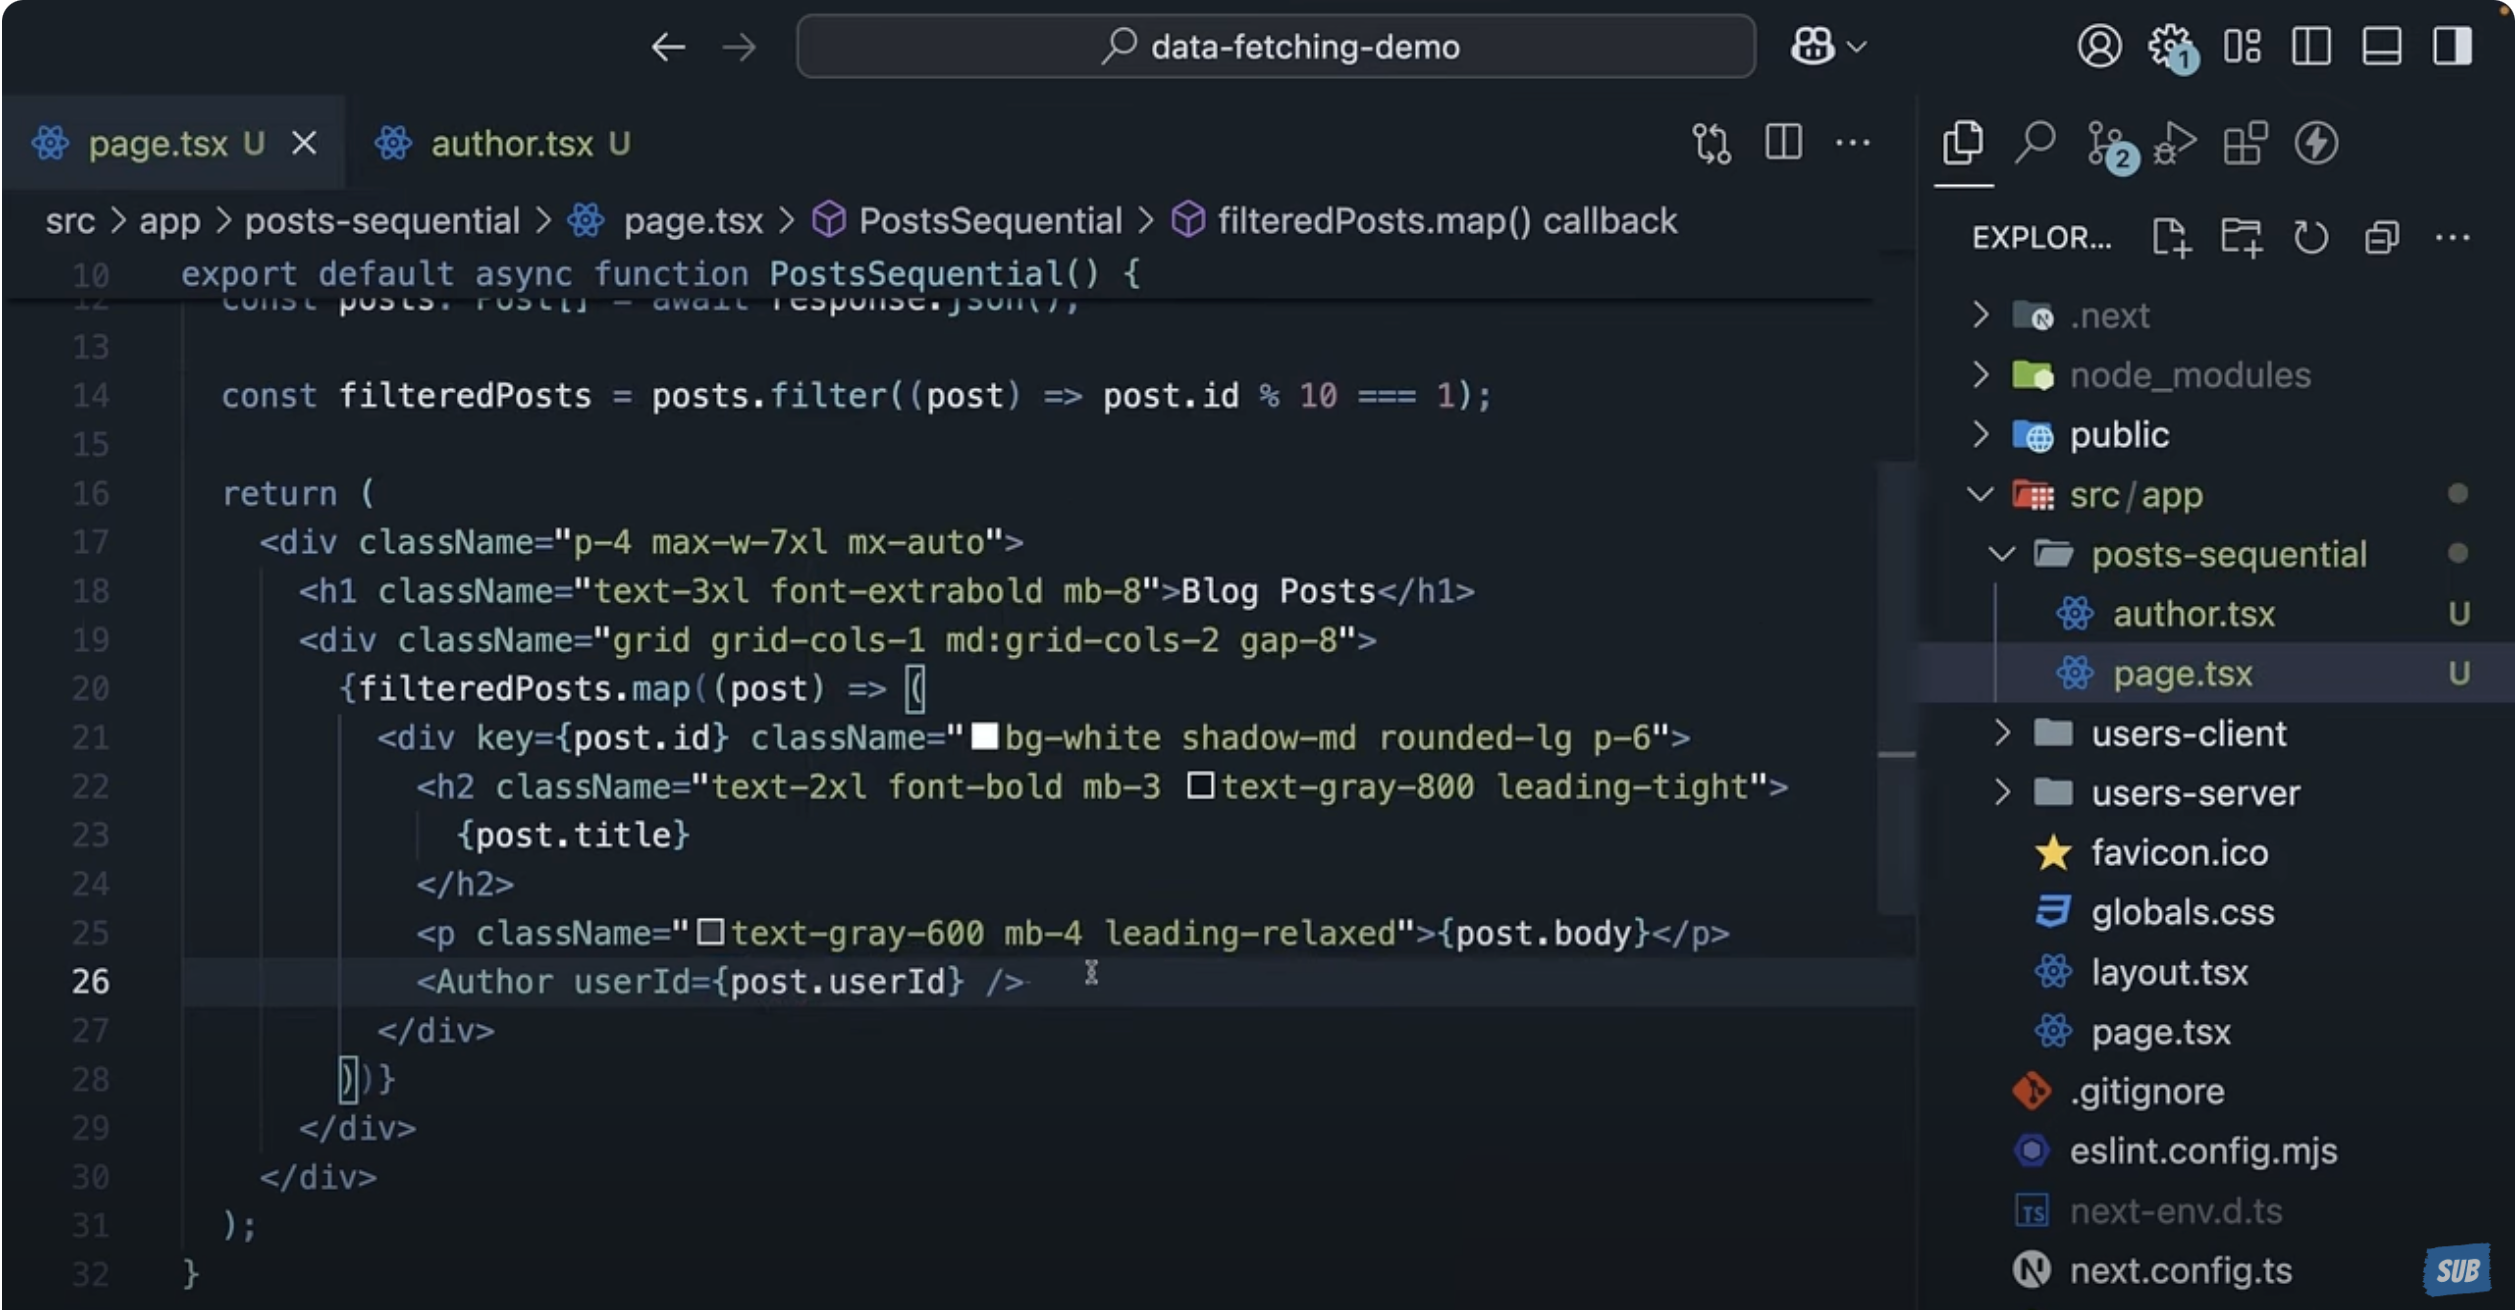 data-fetching-demo
1
page.tsx U
author.tsx U
2
src > app > posts-sequential > page.tsx > PostsSequential > filteredPosts.map() callback
EXPLOR...
10 export default async function PostsSequential() {
12 const posts: Post[] = await response.json();
13
14 const filteredPosts = posts.filter((post) => post.id % 10 === 1);
15
16 return (
17 <div className="p-4 max-w-7xl mx-auto">
18 <h1 className="text-3xl font-extrabold mb-8">Blog Posts</h1>
19 <div className="grid grid-cols-1 md:grid-cols-2 gap-8">
20 {filteredPosts.map((post) => (
21 <div key={post.id} className="bg-white shadow-md rounded-lg p-6">
22 <h2 className="text-2xl font-bold mb-3 text-gray-800 leading-tight">
23 {post.title}
24 </h2>
25 <p className="text-gray-600 mb-4 leading-relaxed">{post.body}</p>
26 <Author userId={post.userId} />
27 </div>
28 ))}
29 </div>
30 </div>
31 );
32 }
.next
node_modules
public
src/app
posts-sequential
author.tsx U
page.tsx U
users-client
users-server
favicon.ico
globals.css
layout.tsx
page.tsx
.gitignore
eslint.config.mjs
TS next-env.d.ts
N next.config.ts
SUB